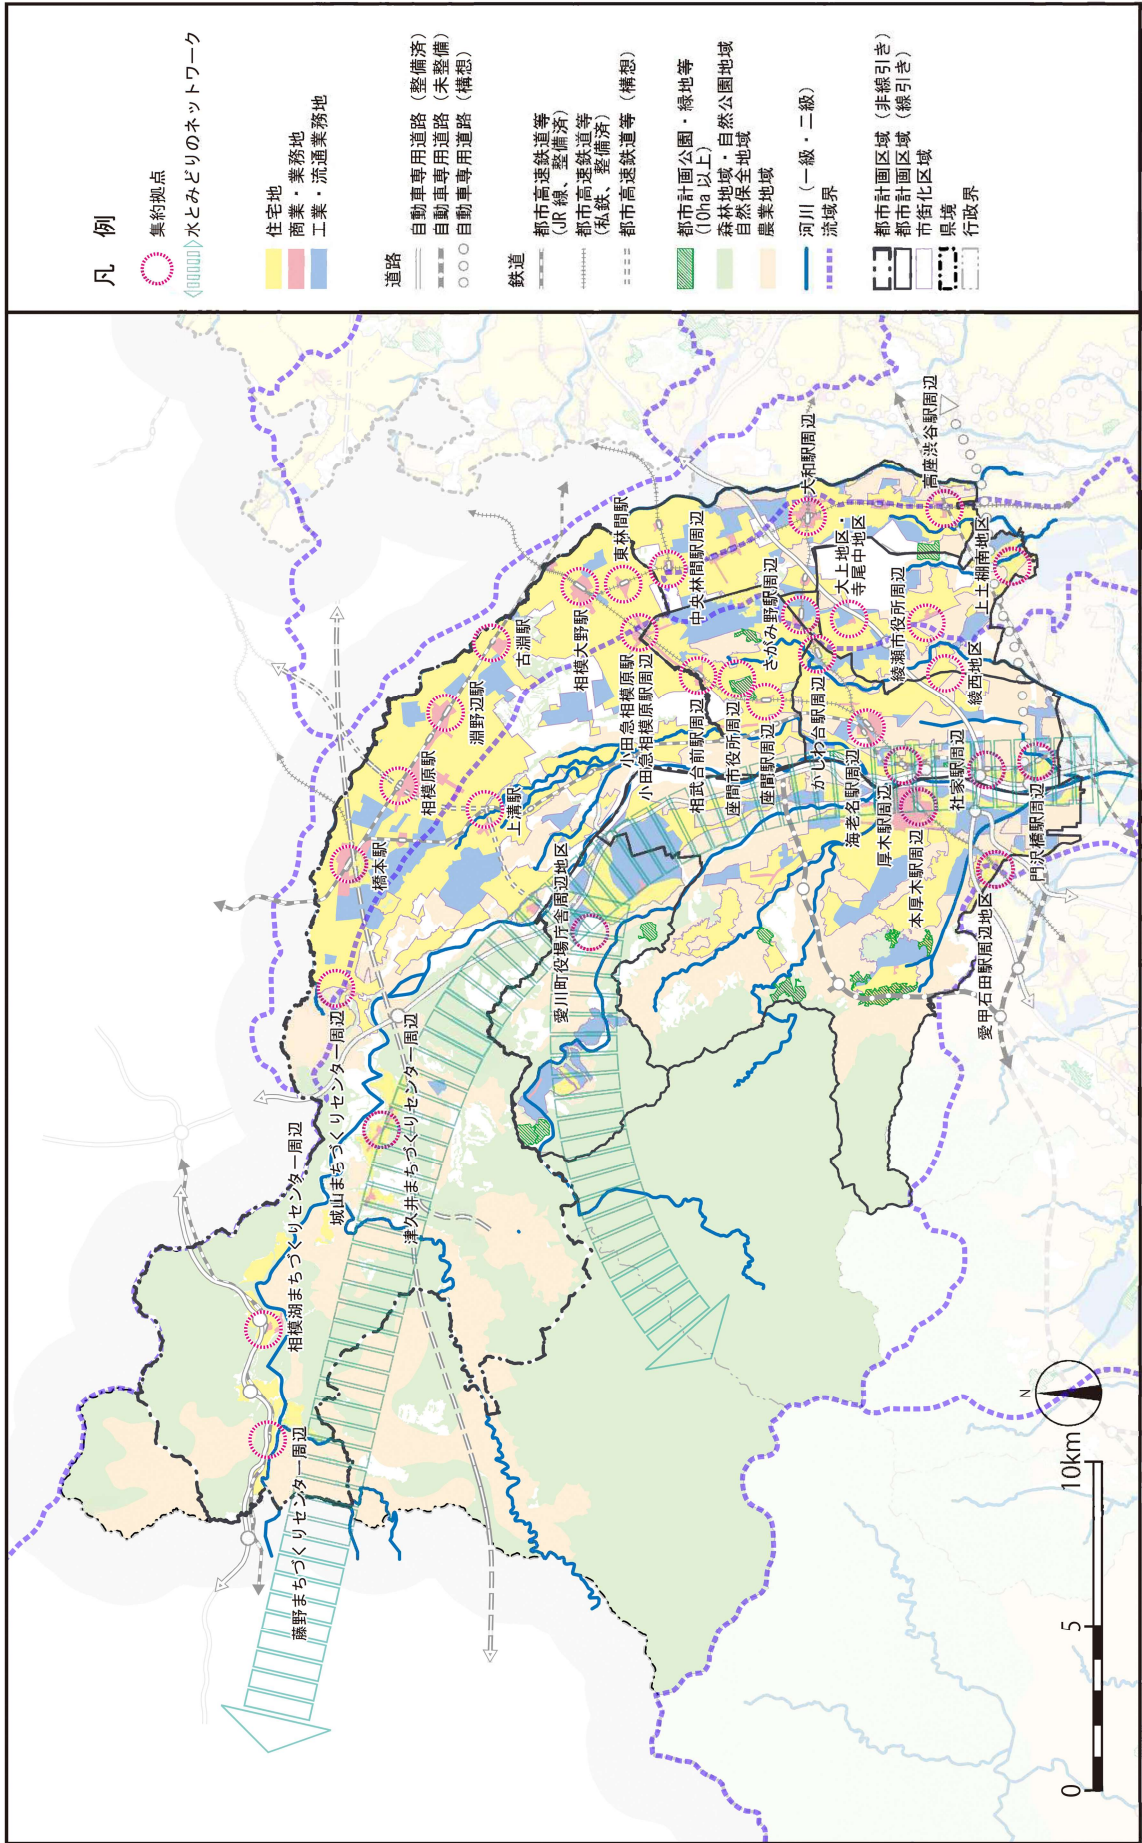 凡 例
集約拠点
水とみどりのネットワーク
住宅地
商業・業務地
工業・流通業務地
道路
自動車専用道路（整備済）
自動車専用道路（未整備）
自動車専用道路（構想）
鉄道
都市高速鉄道等
（JR 線、整備済）
都市高速鉄道等
（私鉄、整備済）
都市高速鉄道等（構想）
都市計画公園・緑地等
（10ha 以上）
森林地域・自然公園地域
自然保全地域
農業地域
河川（一級・二級）
流域界
都市計画区域（非線引き）
都市計画区域（線引き）
市街化区域
県境
行政界
藤野まちづくりセンター周辺
相模湖まちづくりセンター周辺
城山まちづくりセンター周辺
津久井まちづくりセンター周辺
橋本駅
相模原駅
淵野辺駅
上溝駅
古淵駅
相模大野駅
東林間駅
愛川町役場庁舎周辺地区
小田急相模原駅
小田急相模原駅周辺
中央林間駅周辺
相武台前駅周辺
座間市役所周辺
座間駅周辺
さがみ野駅周辺
大和駅周辺
かしわ台駅周辺
大上地区・
寺尾中地区
海老名駅周辺
綾瀬市役所周辺
厚木駅周辺
本厚木駅周辺
高座渋谷駅周辺
社家駅周辺
綾西地区
上土棚南地区
愛甲石田駅周辺地区
門沢橋駅周辺
N
0
5
10km